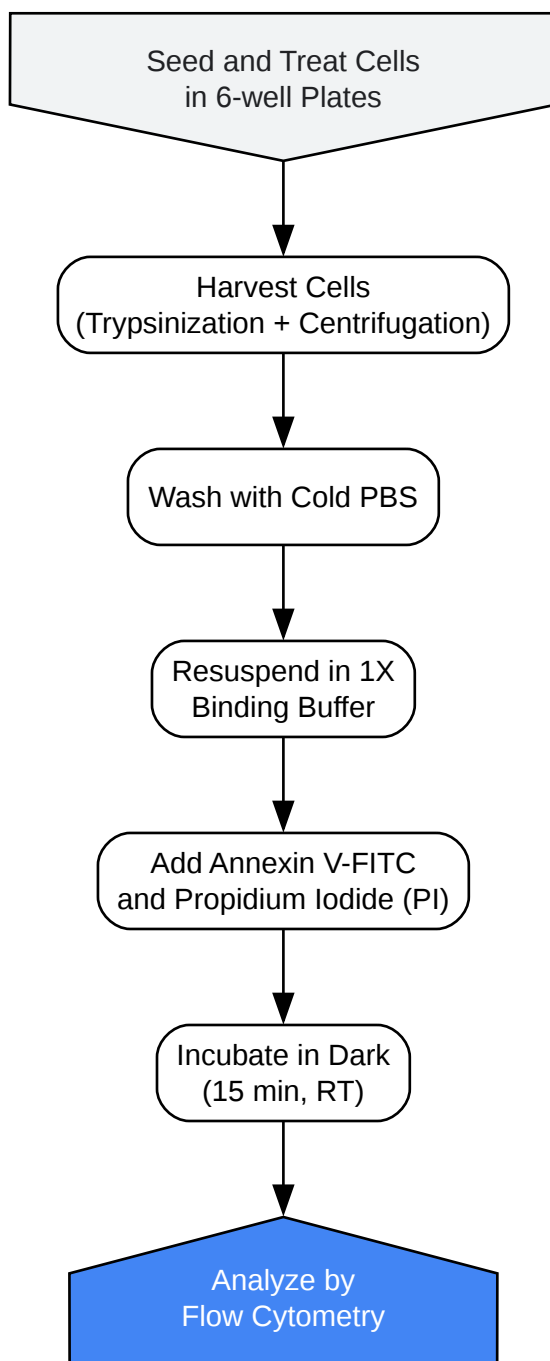 Seed and Treat Cells
in 6-well Plates
Harvest Cells
(Trypsinization + Centrifugation)
Wash with Cold PBS
Resuspend in 1X
Binding Buffer
Add Annexin V-FITC
and Propidium Iodide (PI)
Incubate in Dark
(15 min, RT)
Analyze by
Flow Cytometry